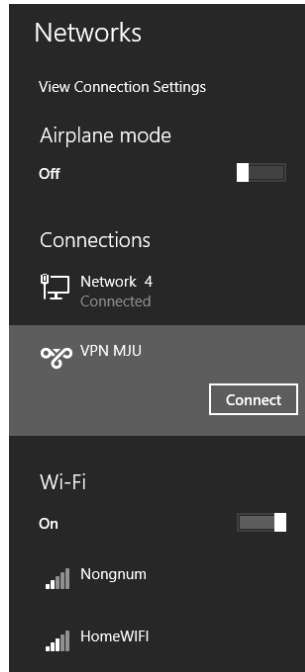 Networks
View Connection Settings
Airplane mode
Off
Connections
Network 4
Connected
VPN MJU
Connect
Wi-Fi
On
Nongnum
HomeWIFI